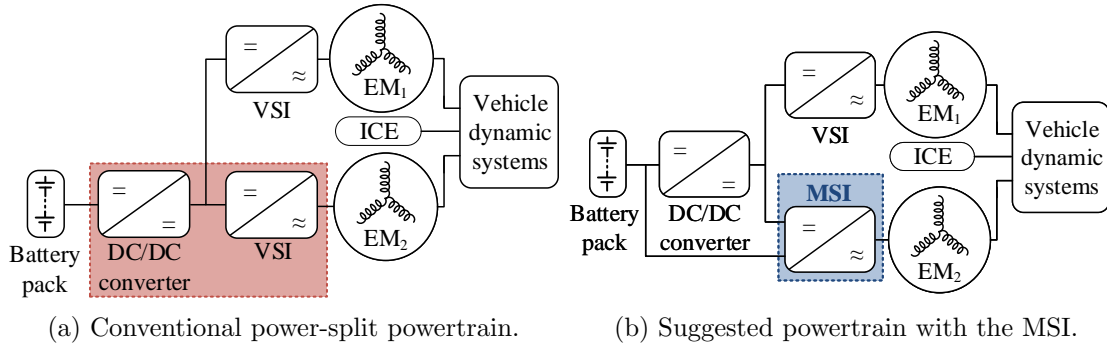 =
≈
VSI
EM₁
ICE
Vehicle
dynamic
systems
=
=
DC/DC
converter
=
≈
VSI
EM₂
Battery
pack
(a) Conventional power-split powertrain.
=
≈
VSI
EM₁
ICE
Vehicle
dynamic
systems
=
=
DC/DC
converter
MSI
=
≈
EM₂
Battery
pack
(b) Suggested powertrain with the MSI.